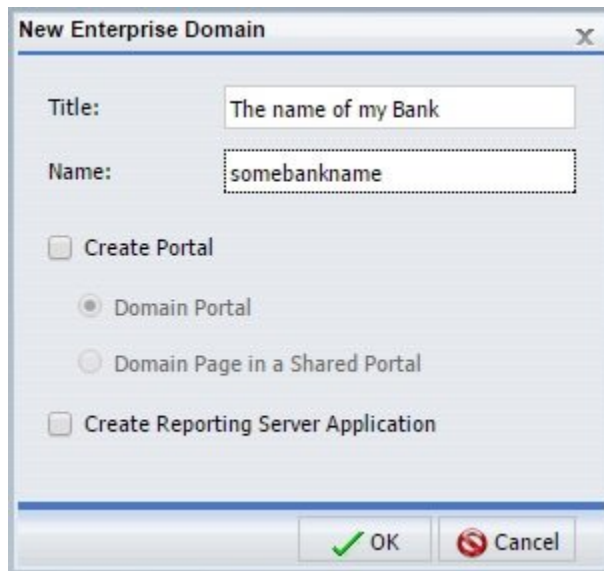 New Enterprise Domain x
Title: The name of my Bank
Name: somebankname
Create Portal
Domain Portal
Domain Page in a Shared Portal
Create Reporting Server Application
OK Cancel